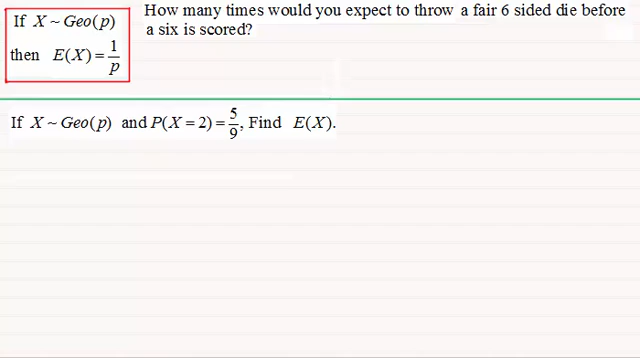 If X ~ Geo(p)
then E(X) = 1/p
How many times would you expect to throw a fair 6 sided die before
a six is scored?
If X ~ Geo(p) and P(X = 2) = 5/9, Find E(X).